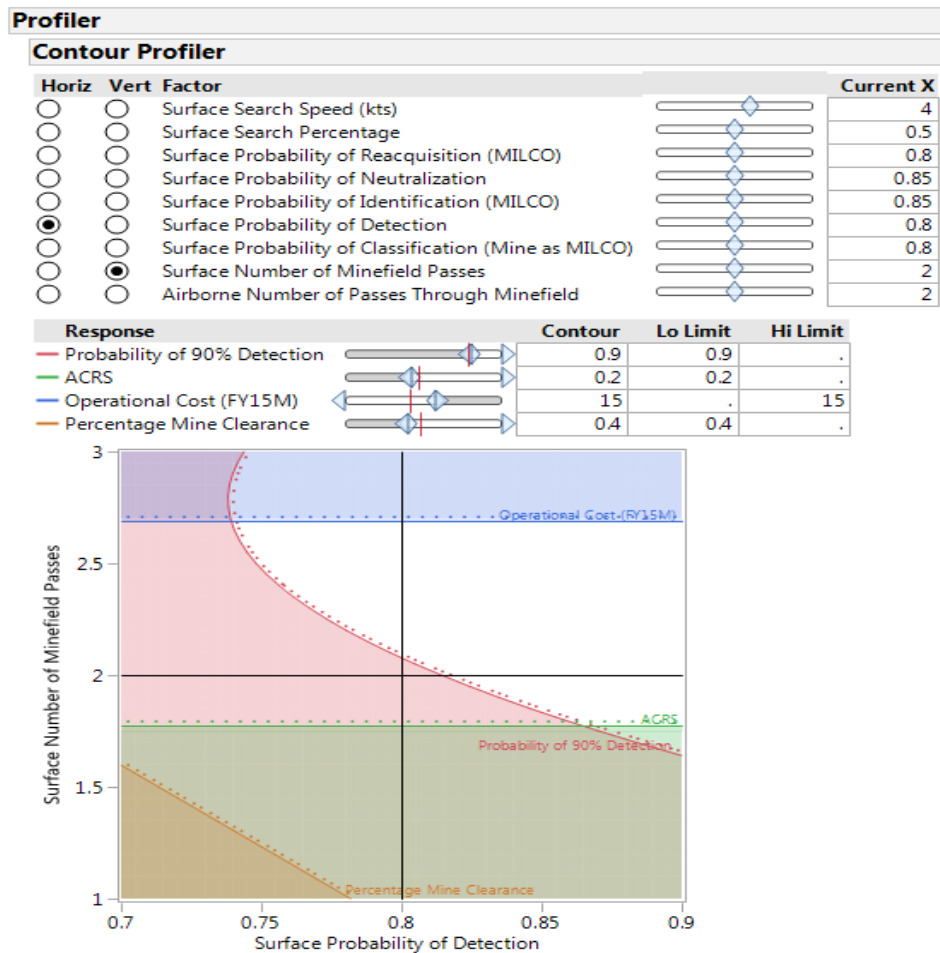 Profiler
Contour Profiler
Horiz Vert Factor Current X
Surface Search Speed (kts) 4
Surface Search Percentage 0.5
Surface Probability of Reacquisition (MILCO) 0.8
Surface Probability of Neutralization 0.85
Surface Probability of Identification (MILCO) 0.85
Surface Probability of Detection 0.8
Surface Probability of Classification (Mine as MILCO) 0.8
Surface Number of Minefield Passes 2
Airborne Number of Passes Through Minefield 2
Response Contour Lo Limit Hi Limit
Probability of 90% Detection 0.9 0.9 .
ACRS 0.2 0.2 .
Operational Cost (FY15M) 15 . 15
Percentage Mine Clearance 0.4 0.4 .
3
Operational Cost (FY15M)
2.5
Surface Number of Minefield Passes
2
ACRS
Probability of 90% Detection
1.5
Percentage Mine Clearance
1
0.7 0.75 0.8 0.85 0.9
Surface Probability of Detection